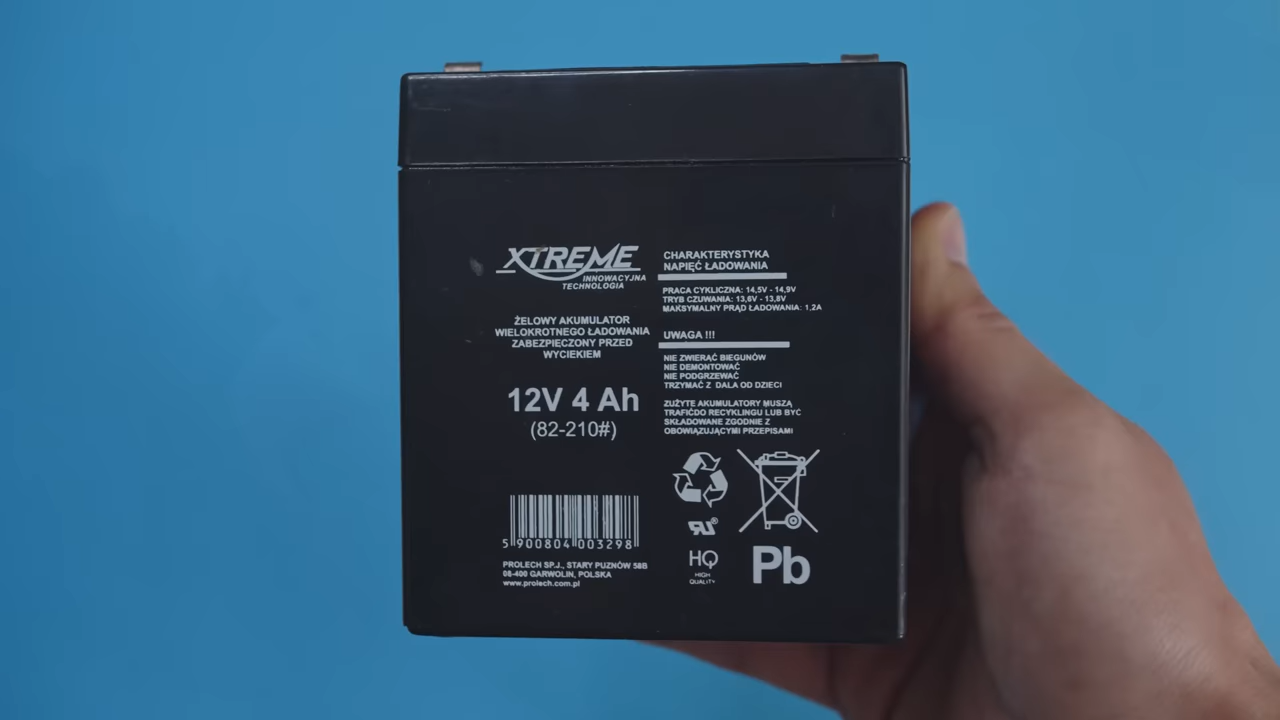 XTREME
INNOWACYJNA
TECHNOLOGIA
ŻELOWY AKUMULATOR
WIELOKROTNEGO ŁADOWANIA
ZABEZPIECZONY PRZED
WYCIEKIEM
12V 4 Ah
(82-210#)
5 900804 003298
PROLECH SP.J., STARY PUZNÓW 58B
08-400 GARWOLIN, POLSKA
www.prolech.com.pl
CHARAKTERYSTYKA
NAPIĘĆ ŁADOWANIA
PRACA CYKLICZNA: 14,5V - 14,9V
TRYB CZUWANIA: 13,6V - 13,8V
MAKSYMALNY PRĄD ŁADOWANIA: 1,2A
UWAGA !!!
NIE ZWIERAĆ BIEGUNÓW
NIE DEMONTOWAĆ
NIE PODGRZEWAĆ
TRZYMAĆ Z DALA OD DZIECI
ZUŻYTE AKUMULATORY MUSZĄ
TRAFIĆDO RECYKLINGU LUB BYĆ
SKŁADOWANE ZGODNIE Z
OBOWIĄZUJĄCYMI PRZEPISAMI
HQ
HIGH
QUALITY
Pb